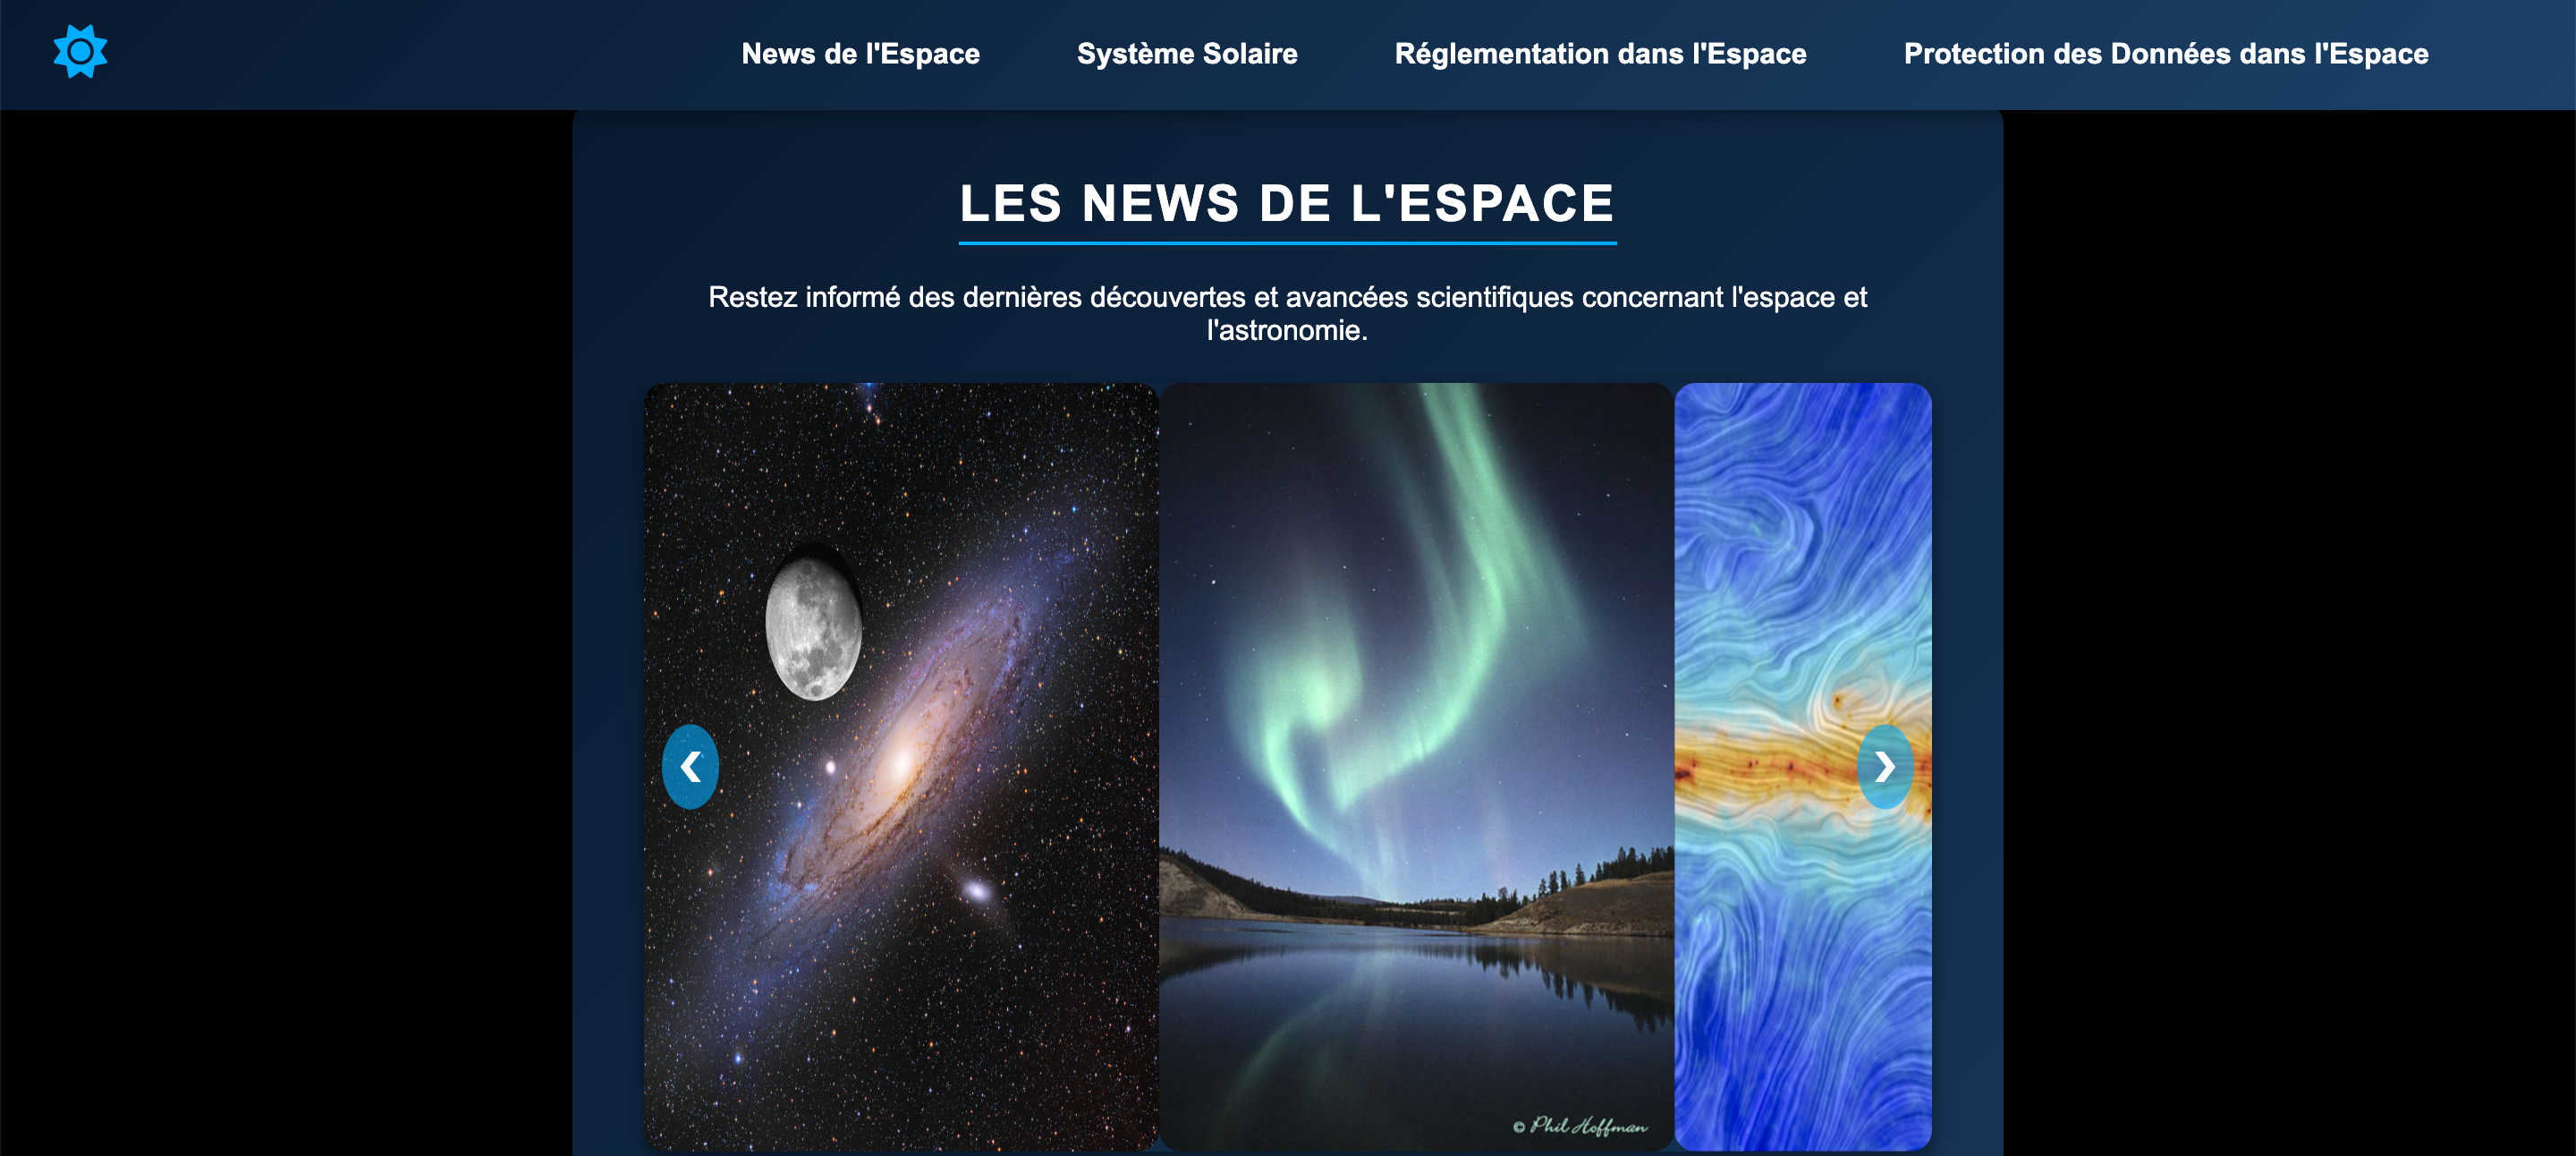 News de l'Espace
Système Solaire
Réglementation dans l'Espace
Protection des Données dans l'Espace
LES NEWS DE L'ESPACE
Restez informé des dernières découvertes et avancées scientifiques concernant l'espace et
l'astronomie.
© Phil Hoffman